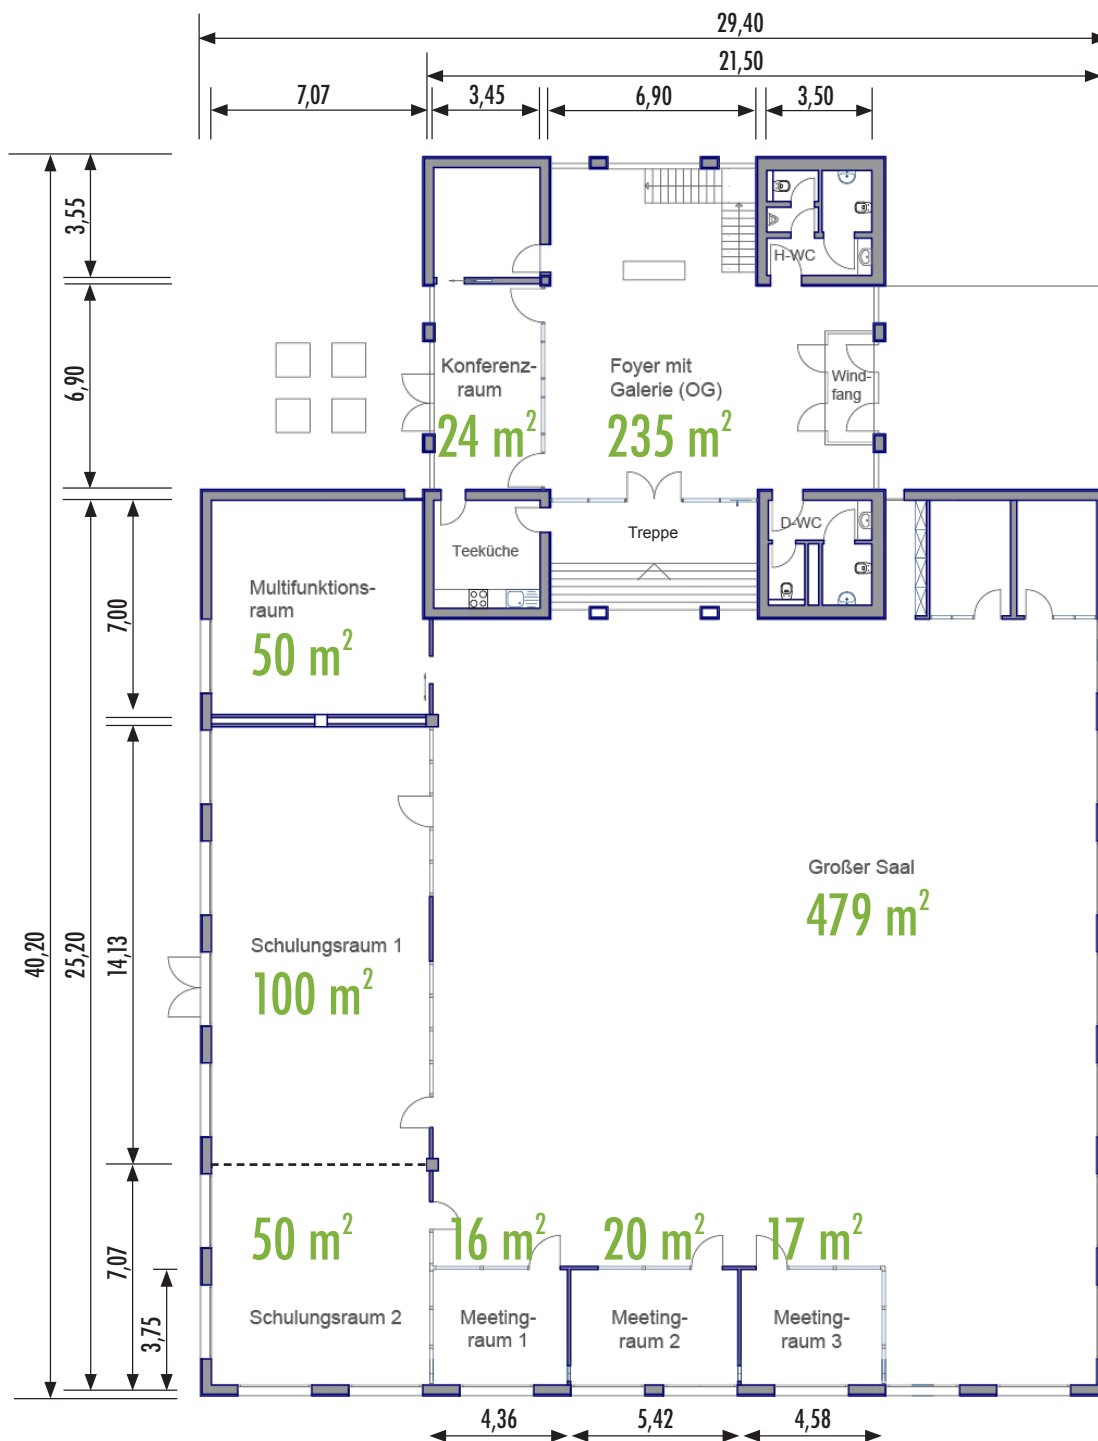 29,40
21,50
7,07
3,45
6,90
3,50
3,55
6,90
40,20
25,20
7,00
14,13
7,07
3,75
H-WC
Konferenz-
raum
24 m²
Foyer mit
Galerie (OG)
235 m²
Wind-
fang
Teeküche
Treppe
D-WC
Multifunktions-
raum
50 m²
Großer Saal
479 m²
Schulungsraum 1
100 m²
50 m²
Schulungsraum 2
16 m²
20 m²
17 m²
Meeting-
raum 1
Meeting-
raum 2
Meeting-
raum 3
4,36
5,42
4,58